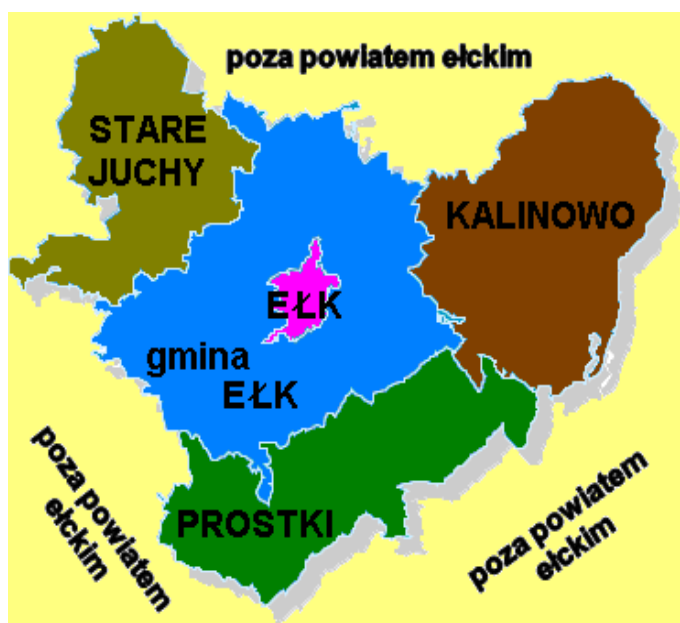 poza powiatem ełckim
STARE
JUCHY
KALINOWO
EŁK
gmina
EŁK
PROSTKI
poza powiatem
ełckim
poza powiatem
ełckim